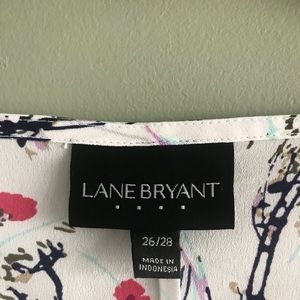 LANE BRYANT
26/28
MADE IN
INDONESIA